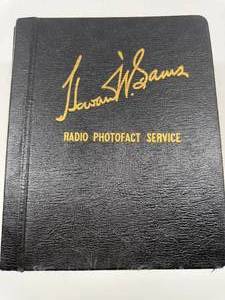 Howard W. Sams
RADIO PHOTOFACT SERVICE